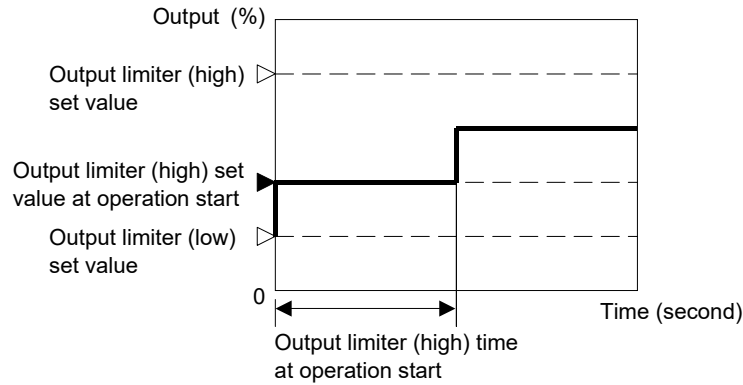 Output (%)
Output limiter (high)
set value
Output limiter (high) set
value at operation start
Output limiter (low)
set value
0
Time (second)
Output limiter (high) time
at operation start